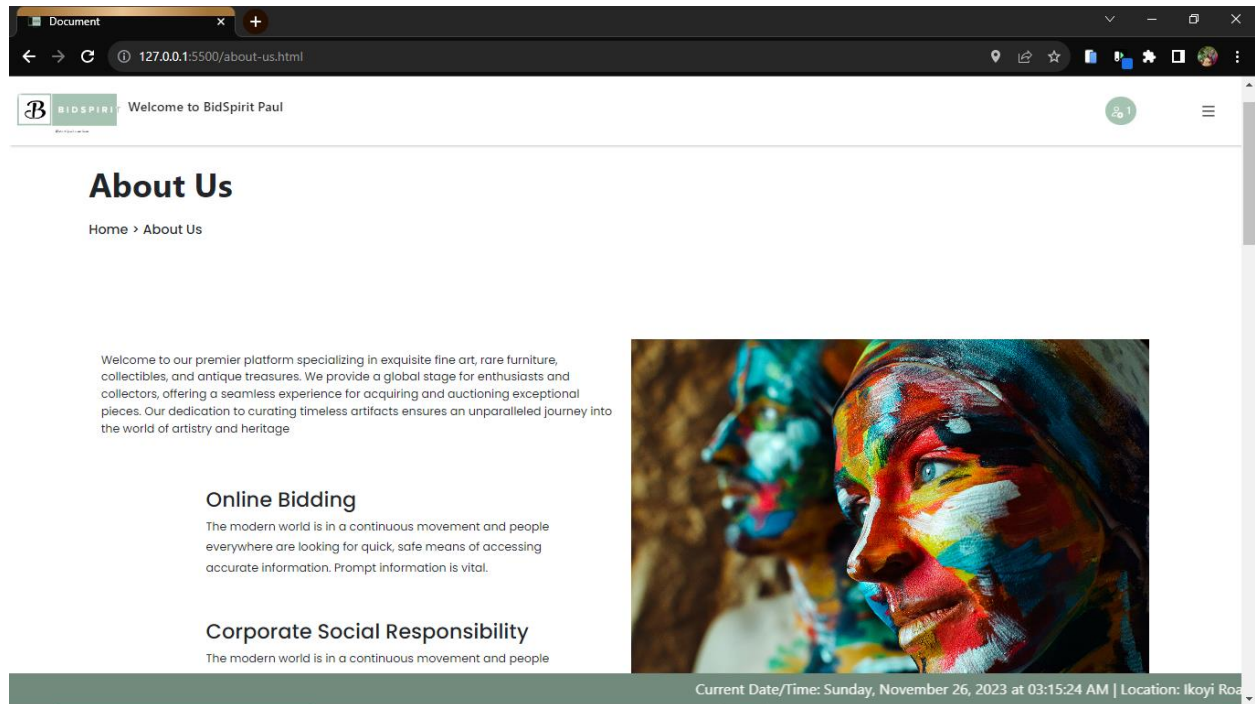 Document
127.0.0.1:5500/about-us.html
B BIDSPIRIT Welcome to BidSpirit Paul
1
About Us
Home > About Us
Welcome to our premier platform specializing in exquisite fine art, rare furniture,
collectibles, and antique treasures. We provide a global stage for enthusiasts and
collectors, offering a seamless experience for acquiring and auctioning exceptional
pieces. Our dedication to curating timeless artifacts ensures an unparalleled journey into
the world of artistry and heritage
Online Bidding
The modern world is in a continuous movement and people
everywhere are looking for quick, safe means of accessing
accurate information. Prompt information is vital.
Corporate Social Responsibility
The modern world is in a continuous movement and people
Current Date/Time: Sunday, November 26, 2023 at 03:15:24 AM | Location: Ikoyi Roa